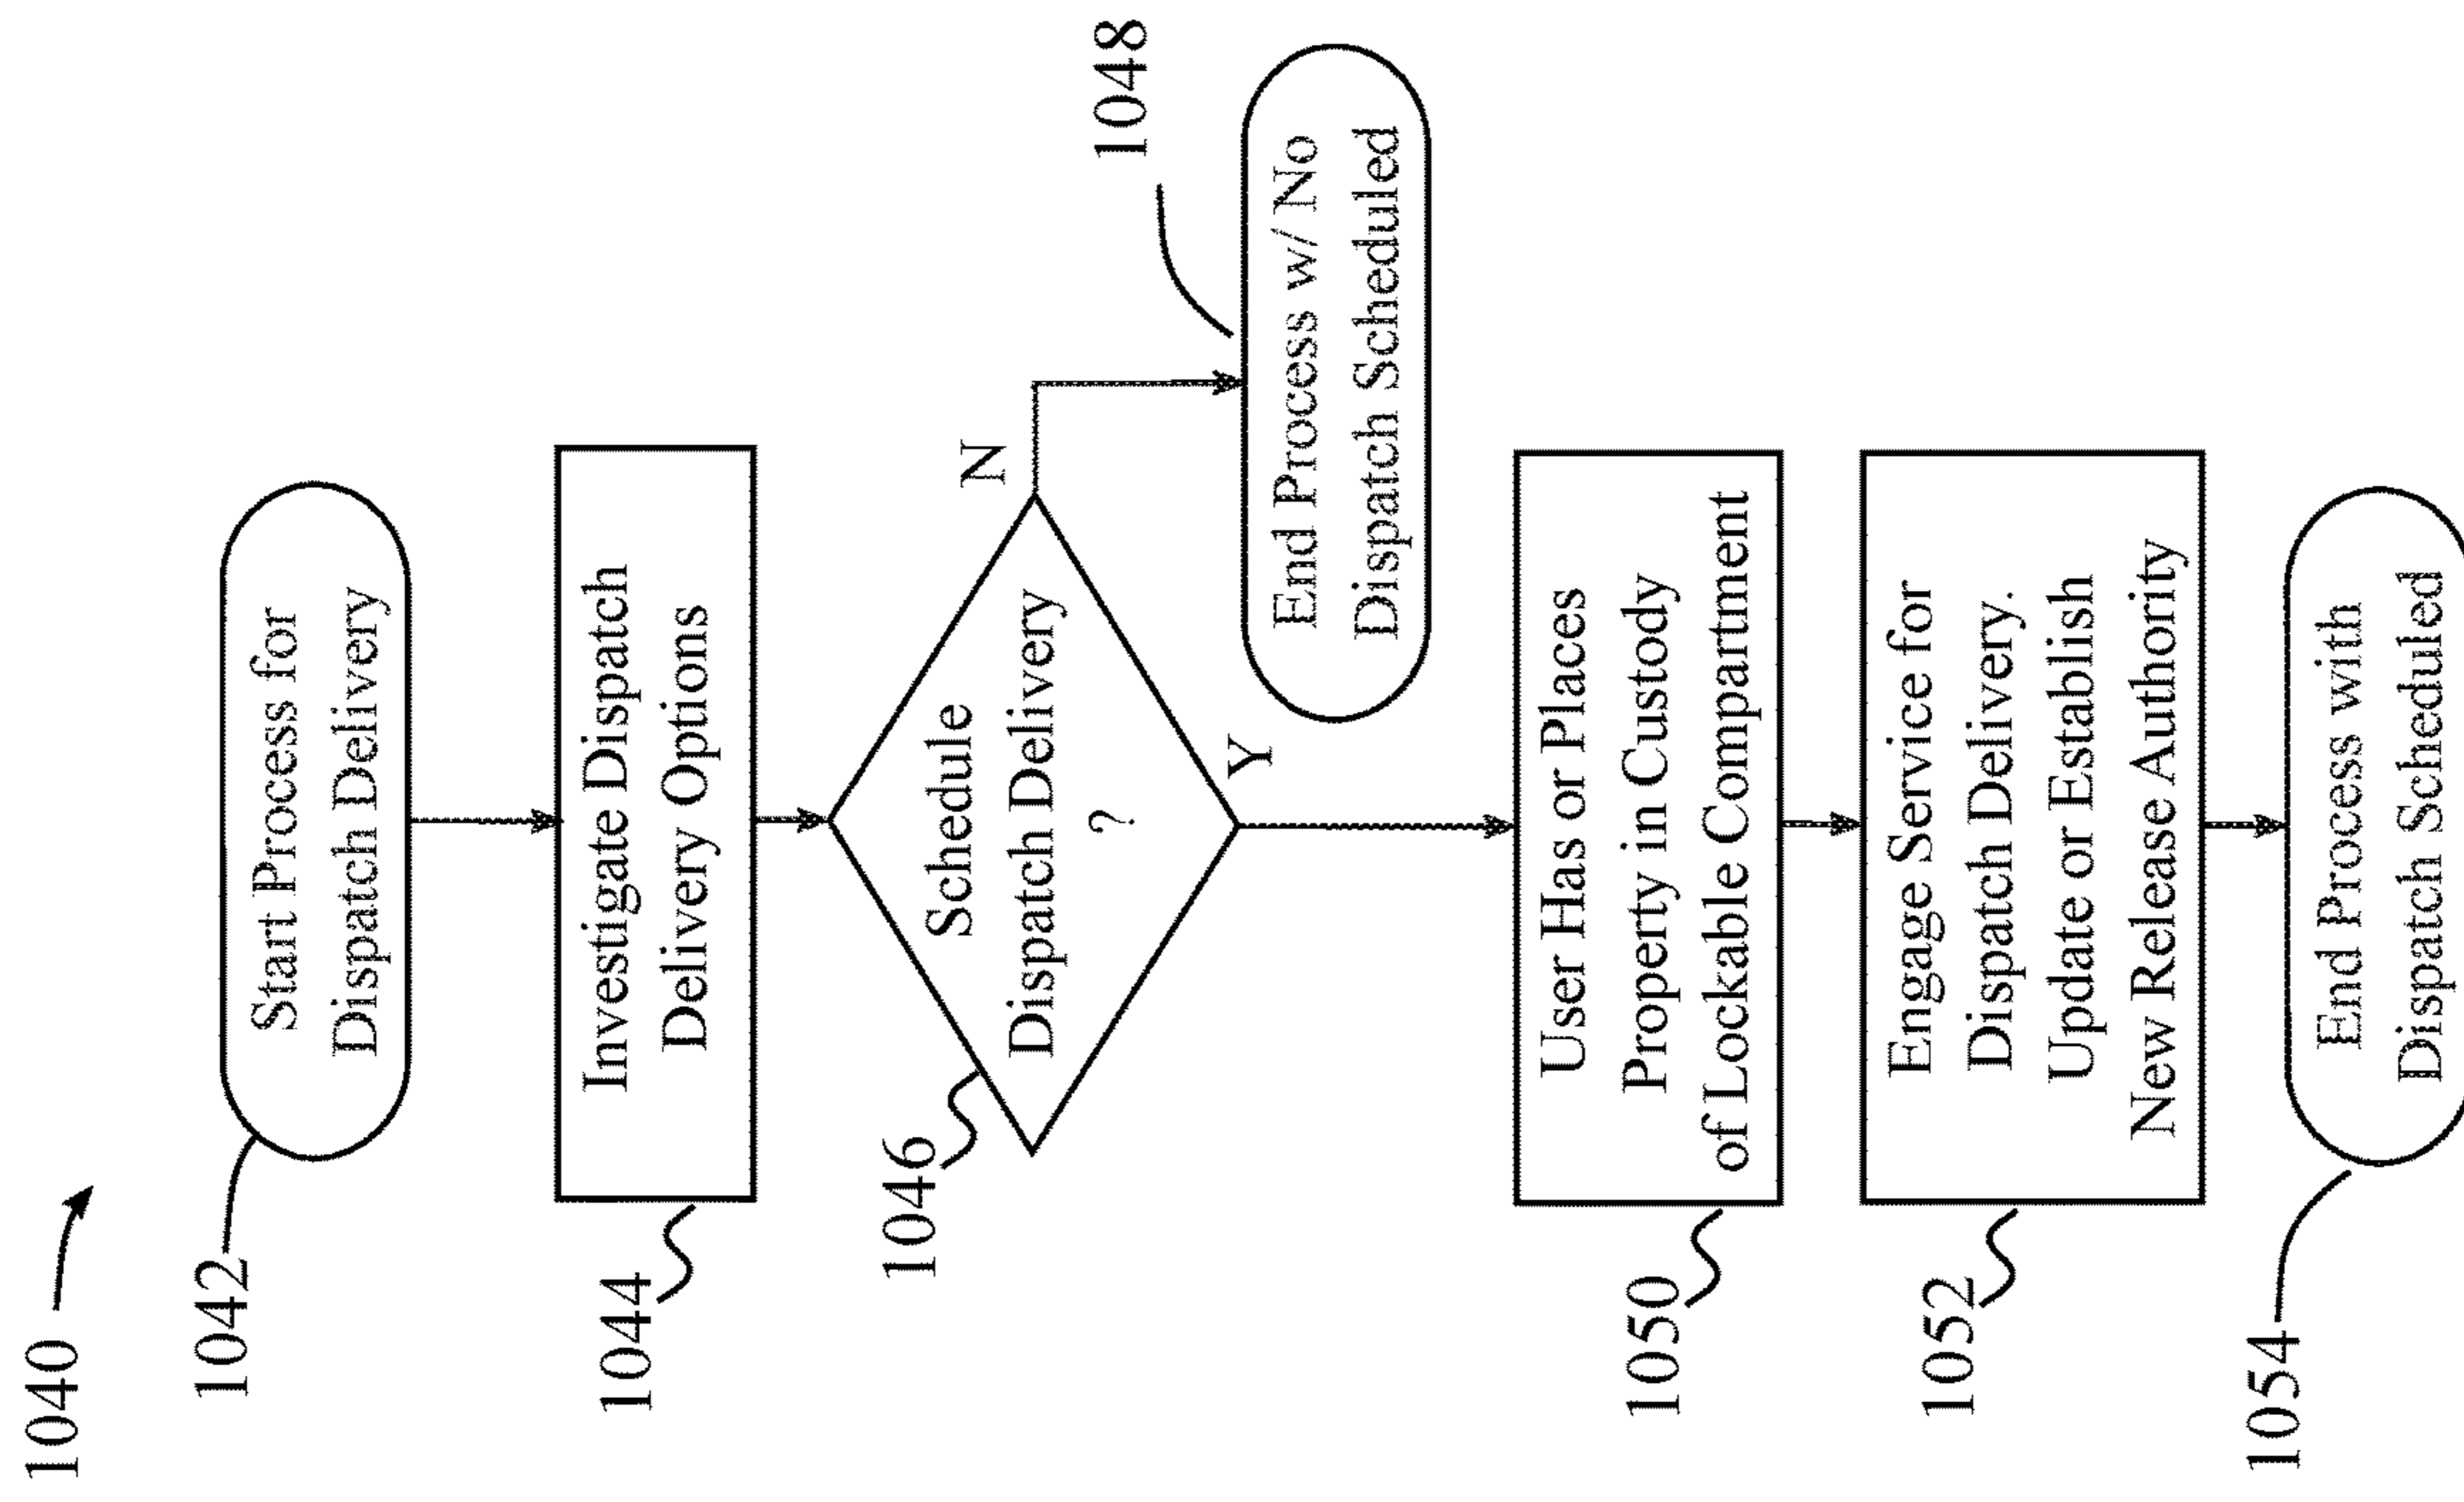 1040
1042
Start Process for
Dispatch Delivery
1044
Investigate Dispatch
Delivery Options
1046
Schedule
Dispatch Delivery
?
N
1048
End Process w/ No
Dispatch Scheduled
Y
1050
User Has or Places
Property in Custody
of Lockable Compartment
1052
Engage Service for
Dispatch Delivery.
Update or Establish
New Release Authority
1054
End Process with
Dispatch Scheduled